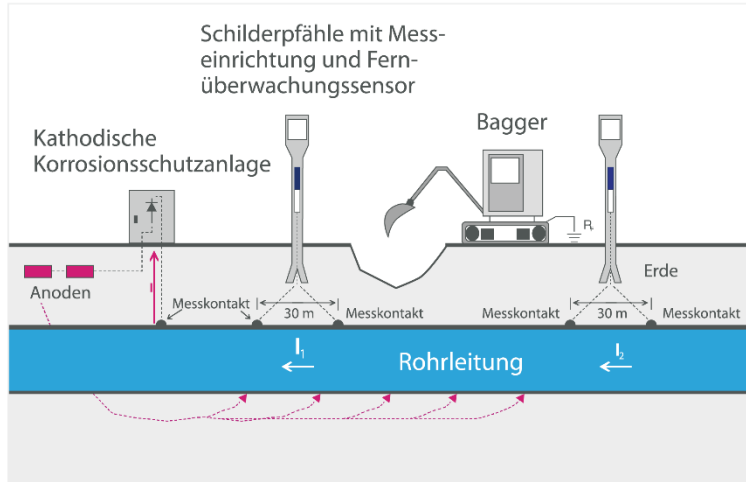 Schilderpfähle mit Mess-
einrichtung und Fern-
überwachungssensor
Kathodische
Korrosionsschutzanlage
Bagger
Anoden
I
Messkontakt
30 m
Messkontakt
Messkontakt
30 m
Messkontakt
Erde
I₁
Rohrleitung
I₂